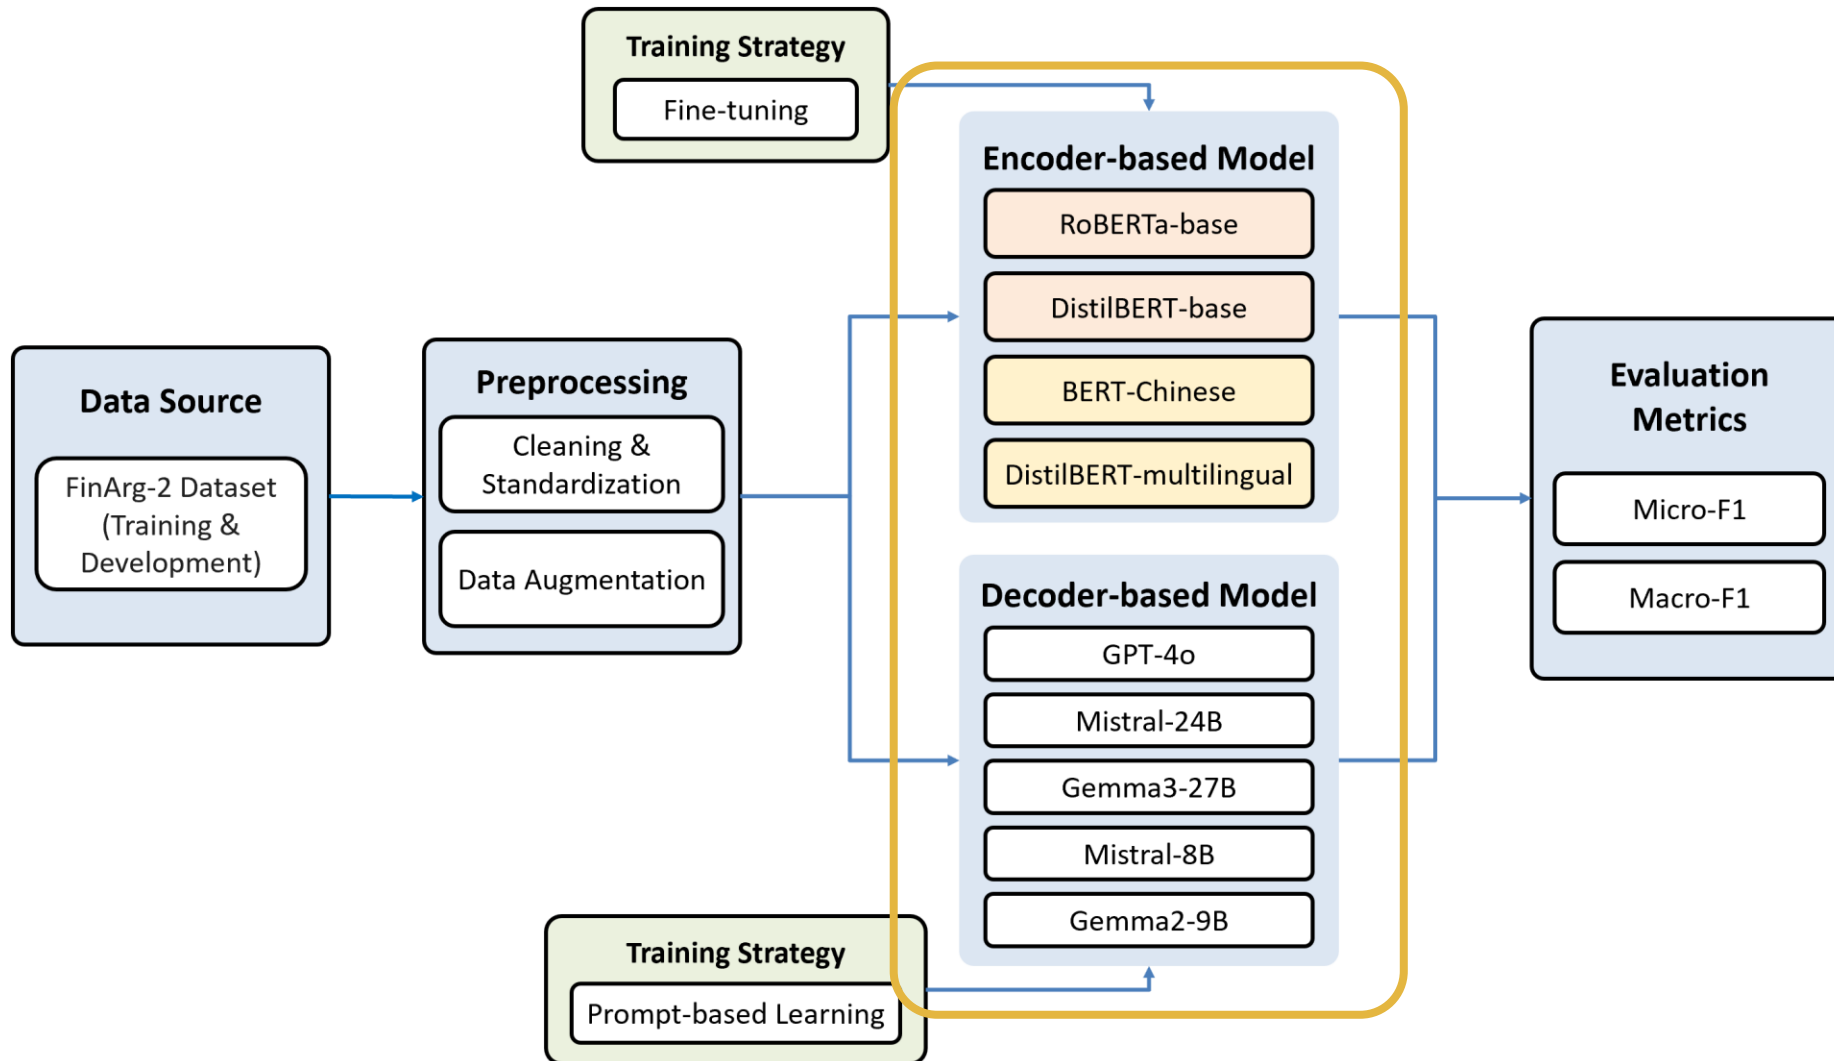 Training Strategy
Fine-tuning
Data Source
FinArg-2 Dataset
(Training &
Development)
Preprocessing
Cleaning &
Standardization
Data Augmentation
Encoder-based Model
RoBERTa-base
DistilBERT-base
BERT-Chinese
DistilBERT-multilingual
Decoder-based Model
GPT-4o
Mistral-24B
Gemma3-27B
Mistral-8B
Gemma2-9B
Training Strategy
Prompt-based Learning
Evaluation
Metrics
Micro-F1
Macro-F1